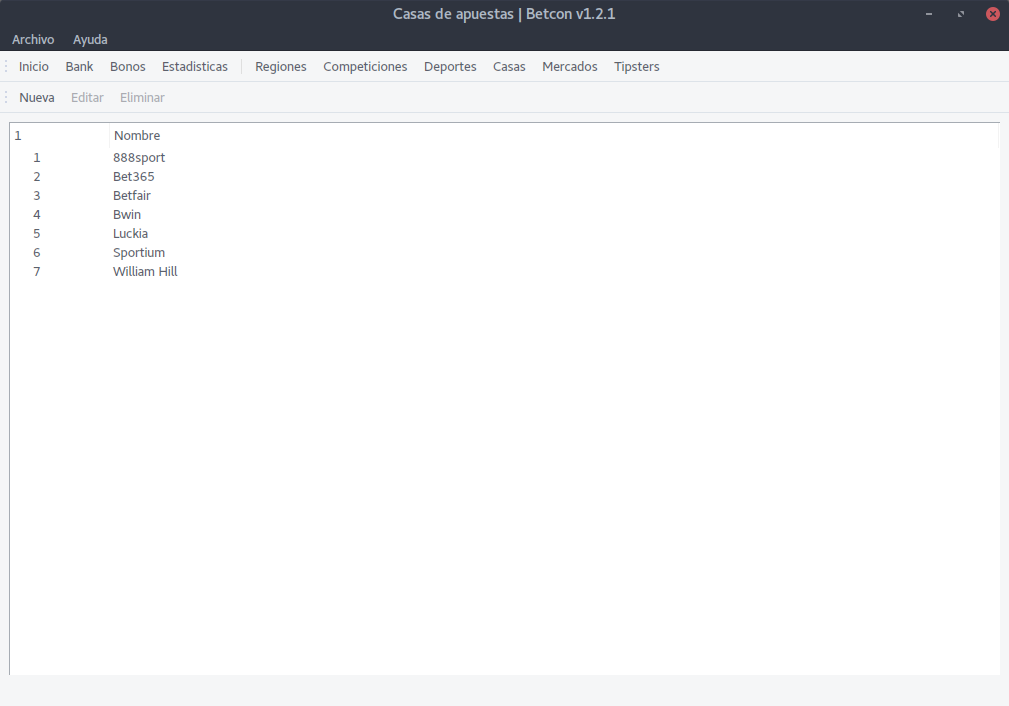 Casas de apuestas | Betcon v1.2.1
Archivo Ayuda
Inicio Bank Bonos Estadisticas Regiones Competiciones Deportes Casas Mercados Tipsters
Nueva Editar Eliminar
1 Nombre
1 888sport
2 Bet365
3 Betfair
4 Bwin
5 Luckia
6 Sportium
7 William Hill